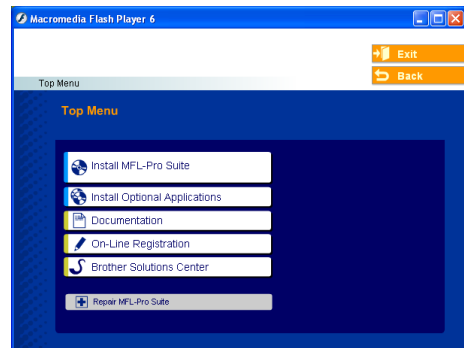 Macromedia Flash Player 6
Exit
Back
Top Menu
Top Menu
Install MFL-Pro Suite
Install Optional Applications
Documentation
On-Line Registration
Brother Solutions Center
Repair MFL-Pro Suite